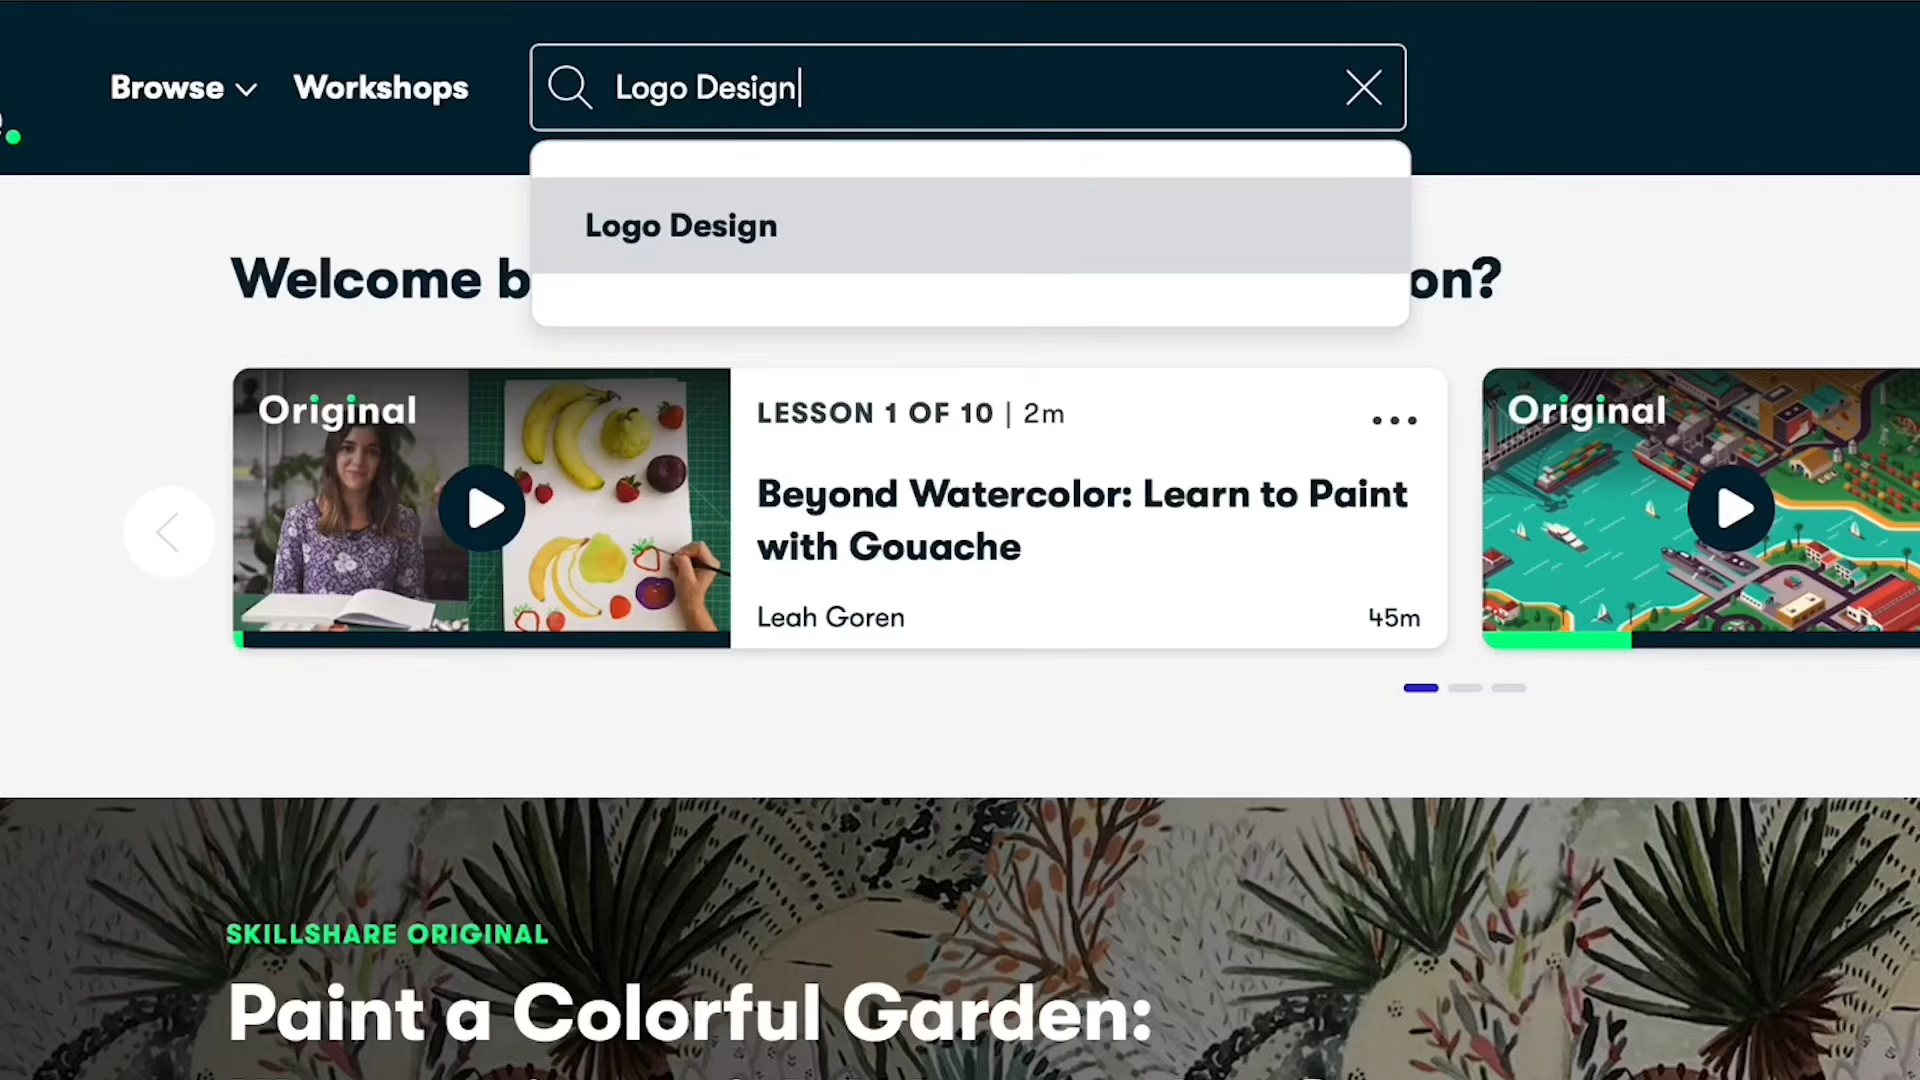 Browse
Workshops
Logo Design
Logo Design
Welcome b
on?
Original
LESSON 1 OF 10 | 2m
Beyond Watercolor: Learn to Paint
with Gouache
Leah Goren
45m
Original
SKILLSHARE ORIGINAL
Paint a Colorful Garden: